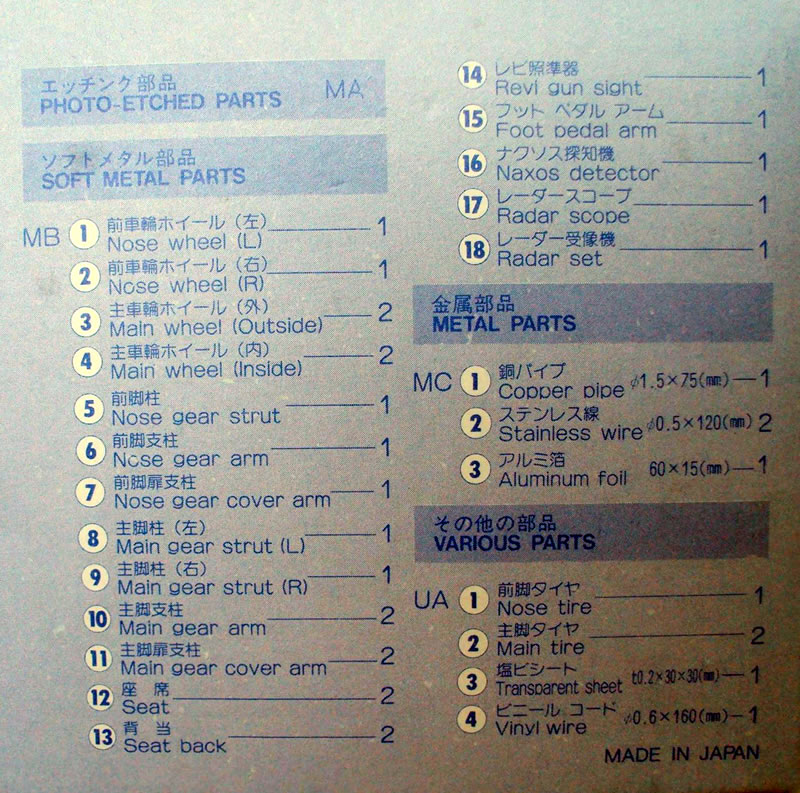 エッチング部品
PHOTO-ETCHED PARTS MA
ソフトメタル部品
SOFT METAL PARTS
MB 1 前車輪ホイール（左） 1
Nose wheel (L)
2 前車輪ホイール（右） 1
Nose wheel (R)
3 主車輪ホイール（外） 2
Main wheel (Outside)
4 主車輪ホイール（内） 2
Main wheel (Inside)
5 前脚柱 1
Nose gear strut
6 前脚支柱 1
Nose gear arm
7 前脚扉支柱 1
Nose gear cover arm
8 主脚柱（左） 1
Main gear strut (L)
9 主脚柱（右） 1
Main gear strut (R)
10 主脚支柱 2
Main gear arm
11 主脚扉支柱 2
Main gear cover arm
12 座 席 2
Seat
13 背 当 2
Seat back
14 レビ照準器 1
Revi gun sight
15 フット ペダル アーム 1
Foot pedal arm
16 ナクソス探知機 1
Naxos detector
17 レーダースコープ 1
Radar scope
18 レーダー受像機 1
Radar set
金属部品
METAL PARTS
MC 1 銅パイプ
Copper pipe φ1.5×75(mm) 1
2 ステンレス線
Stainless wire φ0.5×120(mm) 2
3 アルミ箔
Aluminum foil 60×15(mm) 1
その他の部品
VARIOUS PARTS
UA 1 前脚タイヤ 1
Nose tire
2 主脚タイヤ 2
Main tire
3 塩ビシート
Transparent sheet t0.2×30×30(mm) 1
4 ビニール コード
Vinyl wire φ0.6×160(mm) 1
MADE IN JAPAN